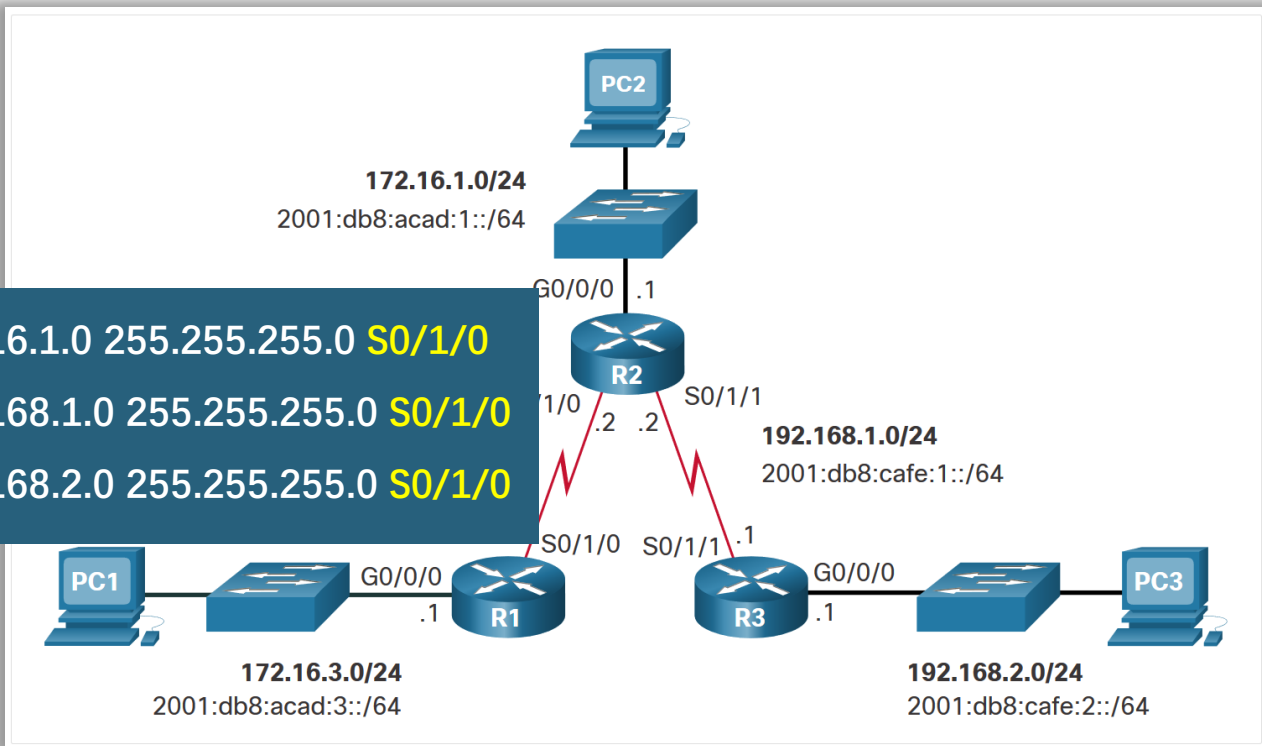 PC2
172.16.1.0/24
2001:db8:acad:1::/64
G0/0/0 .1
6.1.0 255.255.255.0 S0/1/0
R2
/1/0 S0/1/1
68.1.0 255.255.255.0 S0/1/0
.2 .2
192.168.1.0/24
2001:db8:cafe:1::/64
68.2.0 255.255.255.0 S0/1/0
S0/1/0 S0/1/1 .1
PC1 G0/0/0 R1 .1
R3 G0/0/0 .1 PC3
172.16.3.0/24
2001:db8:acad:3::/64
192.168.2.0/24
2001:db8:cafe:2::/64